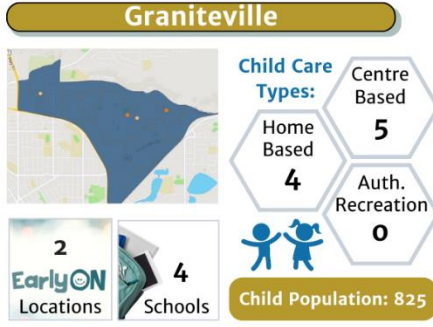 Graniteville
Child Care
Types:
Centre
Based
5
Home
Based
4
Auth.
Recreation
0
2
EarlyON
Locations
4
Schools
Child Population: 825